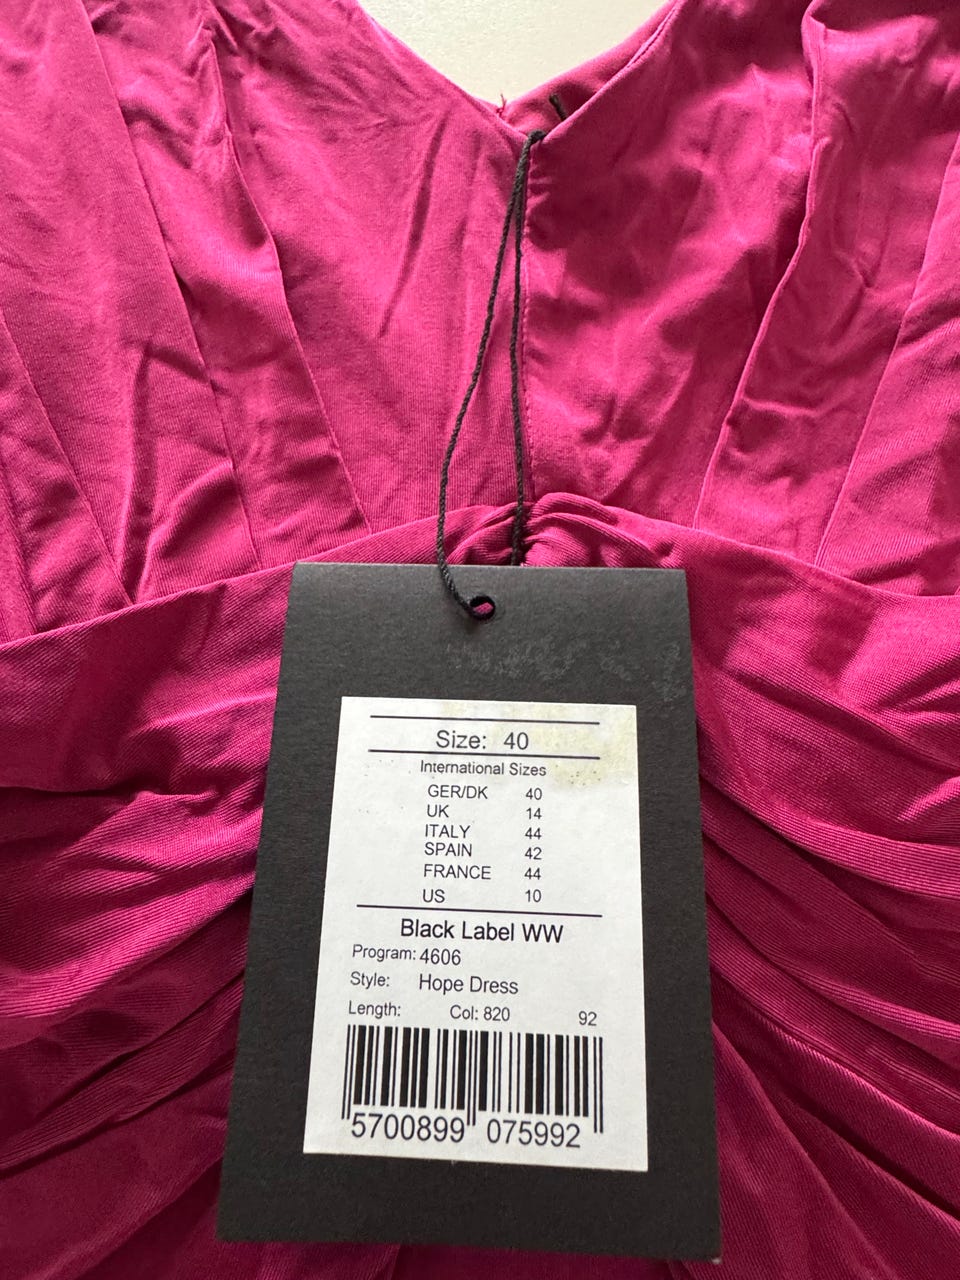 Size: 40
International Sizes
GER/DK 40
UK 14
ITALY 44
SPAIN 42
FRANCE 44
US 10
Black Label WW
Program: 4606
Style: Hope Dress
Length: Col: 820 92
5700899 075992